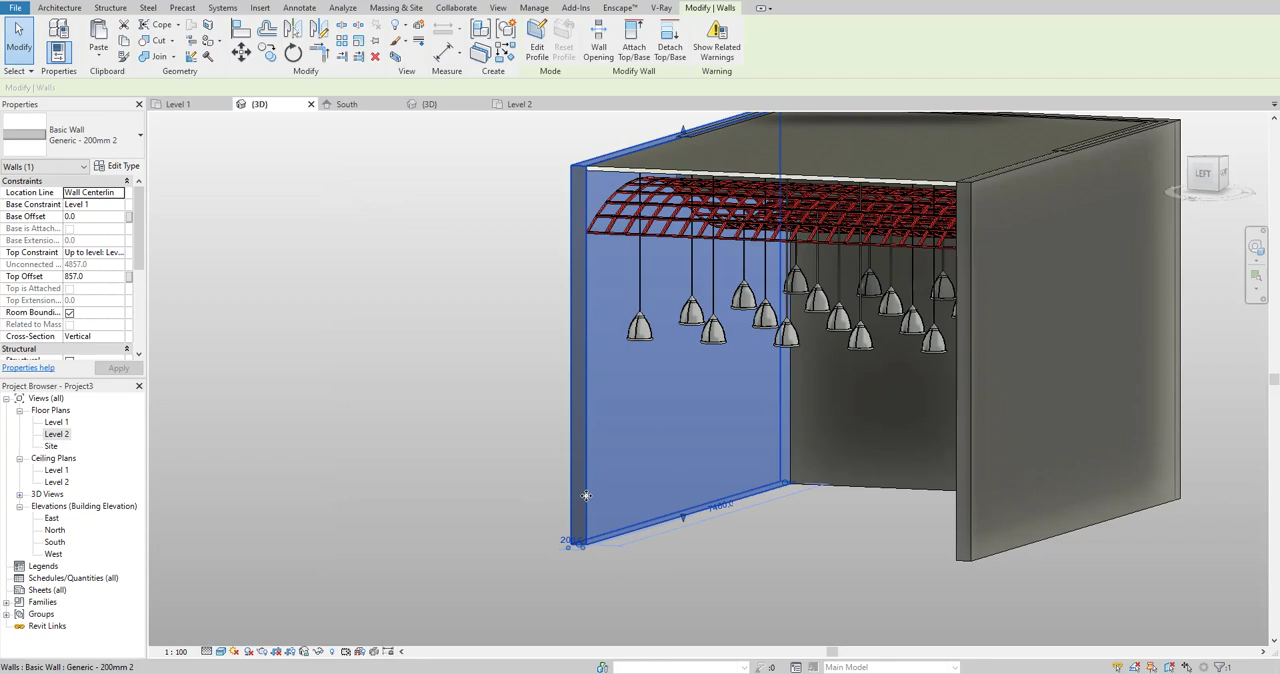 File Architecture Structure Steel Precast Systems Insert Annotate Analyze Massing & Site Collaborate View Manage Add-Ins Enscape™ V-Ray Modify | Walls
Modify Paste Cope Cut Join Edit Profile Reset Profile Wall Opening Attach Top/Base Detach Top/Base Show Related Warnings
Select Properties Clipboard Geometry Modify View Measure Create Mode Modify Wall Warning
Modify | Walls
Properties Level 1 (3D) South (3D) Level 2
Basic Wall
Generic - 200mm 2
Walls (1) Edit Type
Constraints
Location Line Wall Centerlin
Base Constraint Level 1
Base Offset 0.0
Base is Attach...
Base Extension... 0.0
Top Constraint Up to level: Lev...
Unconnected ... 4857.0
Top Offset 857.0
Top is Attached
Top Extension... 0.0
Room Boundi...
Related to Mass
Cross-Section Vertical
Structural
Properties help Apply
Project Browser - Project3
Views (all)
Floor Plans
Level 1
Level 2
Site
Ceiling Plans
Level 1
Level 2
3D Views
Elevations (Building Elevation)
East
North
South
West
Legends
Schedules/Quantities (all)
Sheets (all)
Families
Groups
Revit Links
LEFT
7400.0
1 : 100
Walls : Basic Wall : Generic - 200mm 2 :0 Main Model :1